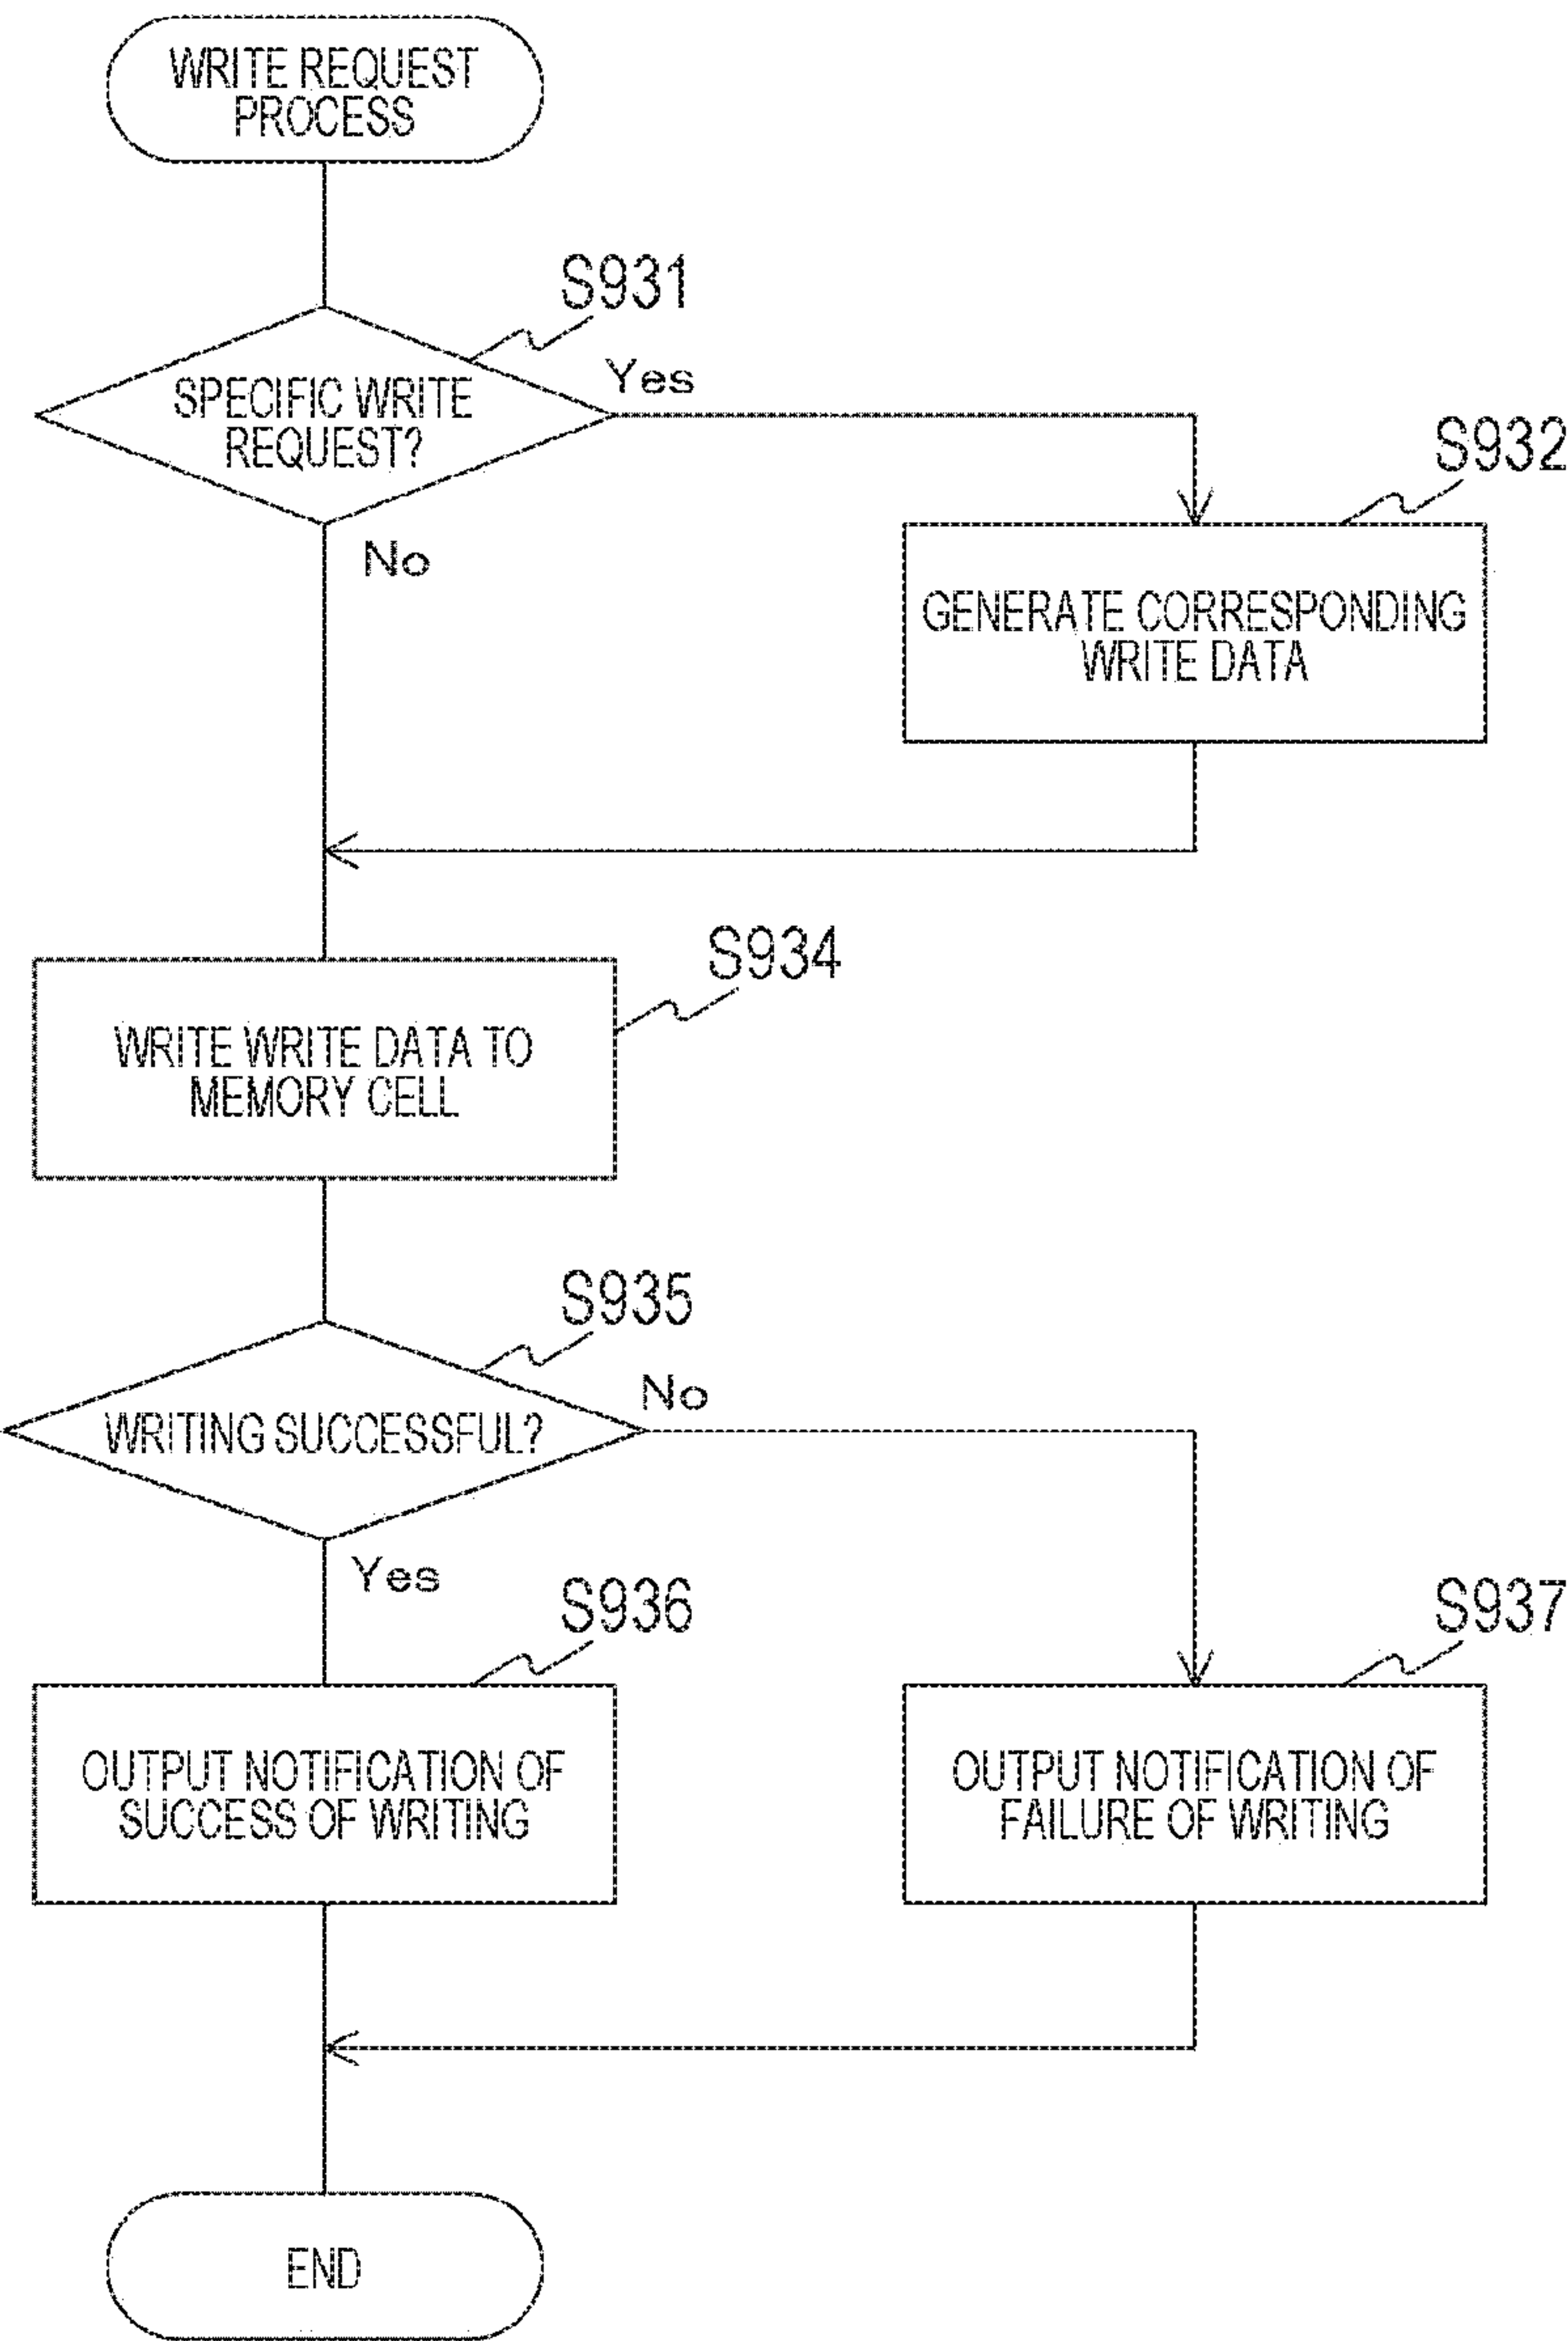 WRITE REQUEST
PROCESS
S931
SPECIFIC WRITE
REQUEST?
Yes
No
S932
GENERATE CORRESPONDING
WRITE DATA
S934
WRITE WRITE DATA TO
MEMORY CELL
S935
WRITING SUCCESSFUL?
No
Yes
S936
OUTPUT NOTIFICATION OF
SUCCESS OF WRITING
S937
OUTPUT NOTIFICATION OF
FAILURE OF WRITING
END